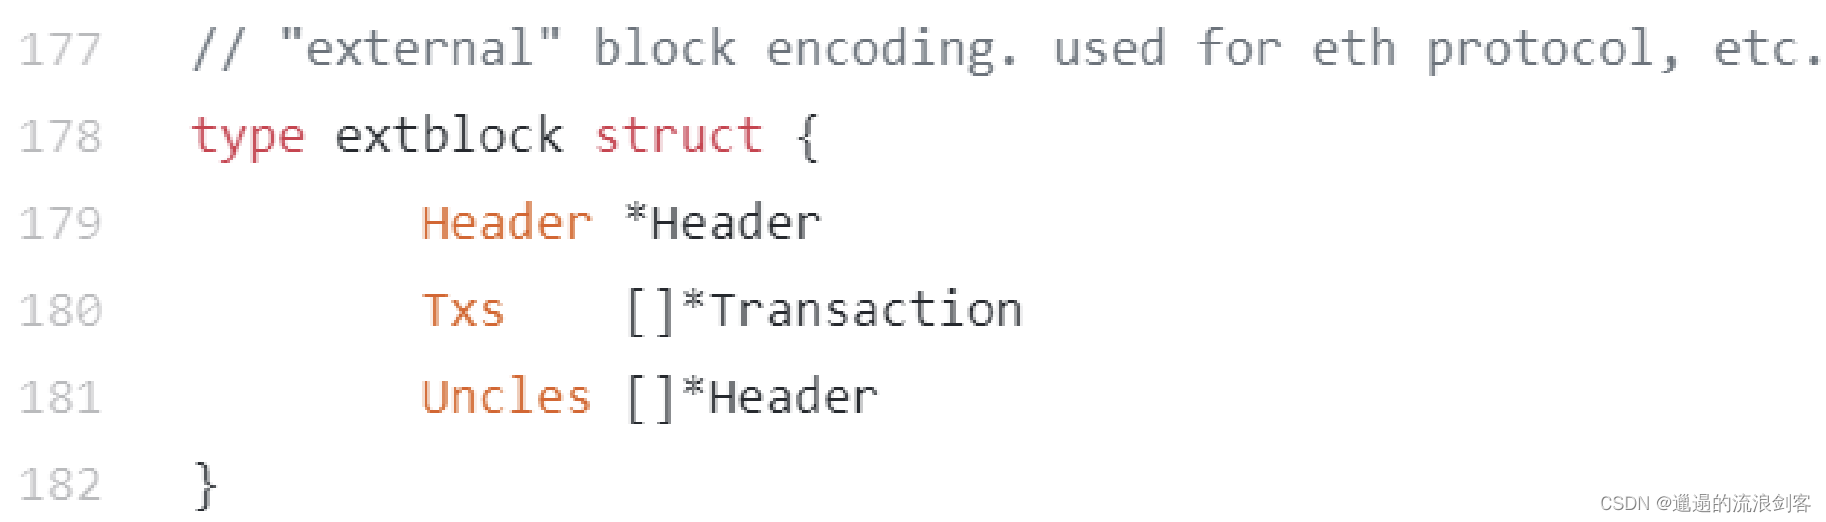 177 // "external" block encoding. used for eth protocol, etc.
178 type extblock struct {
179 Header *Header
180 Txs []*Transaction
181 Uncles []*Header
182 }
CSDN @邋遢的流浪剑客